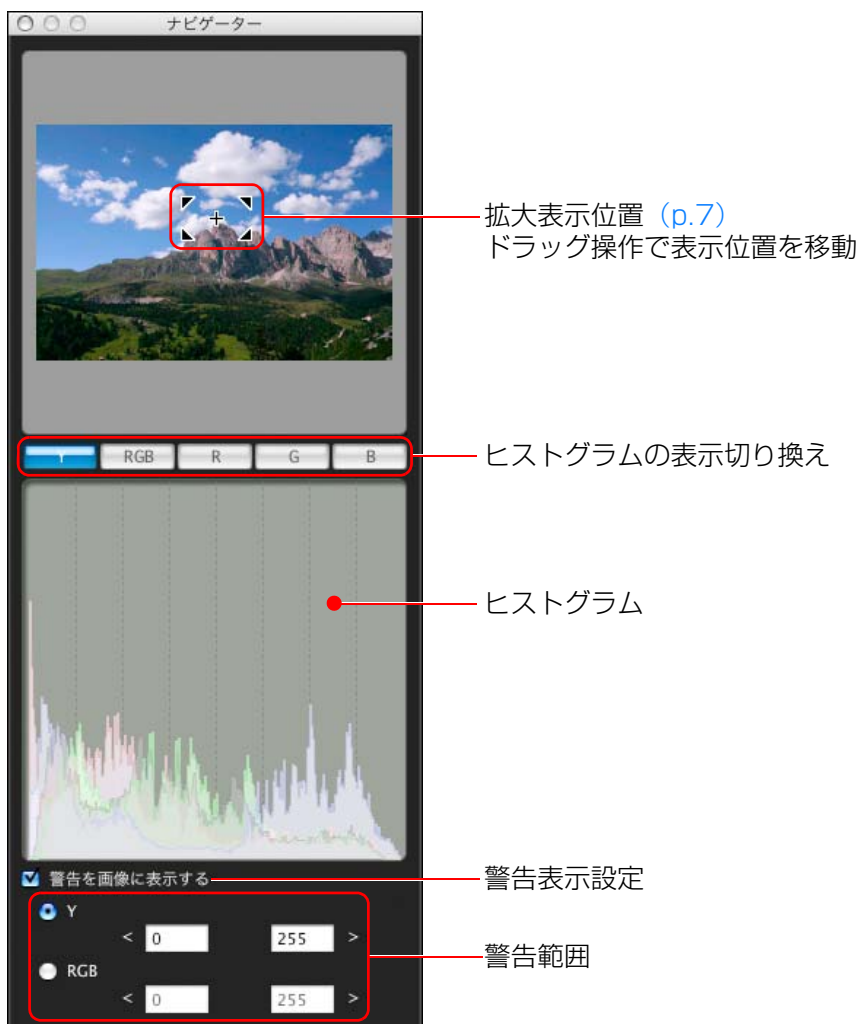 ナビゲーター
拡大表示位置（p.7）
ドラッグ操作で表示位置を移動
Y RGB R G B
ヒストグラムの表示切り換え
ヒストグラム
警告を画像に表示する
警告表示設定
Y
< 0 255 >
警告範囲
RGB
< 0 255 >